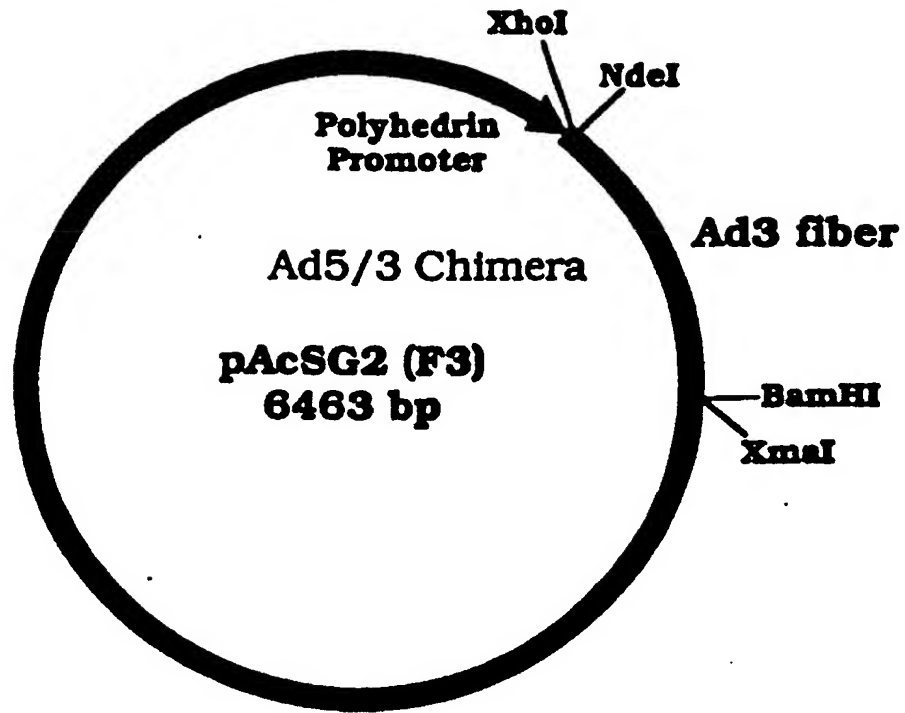 XhoI
NdeI
Polyhedrin
Promoter
Ad3 fiber
Ad5/3 Chimera
pAcSG2 (F3)
6463 bp
BamHI
XmaI